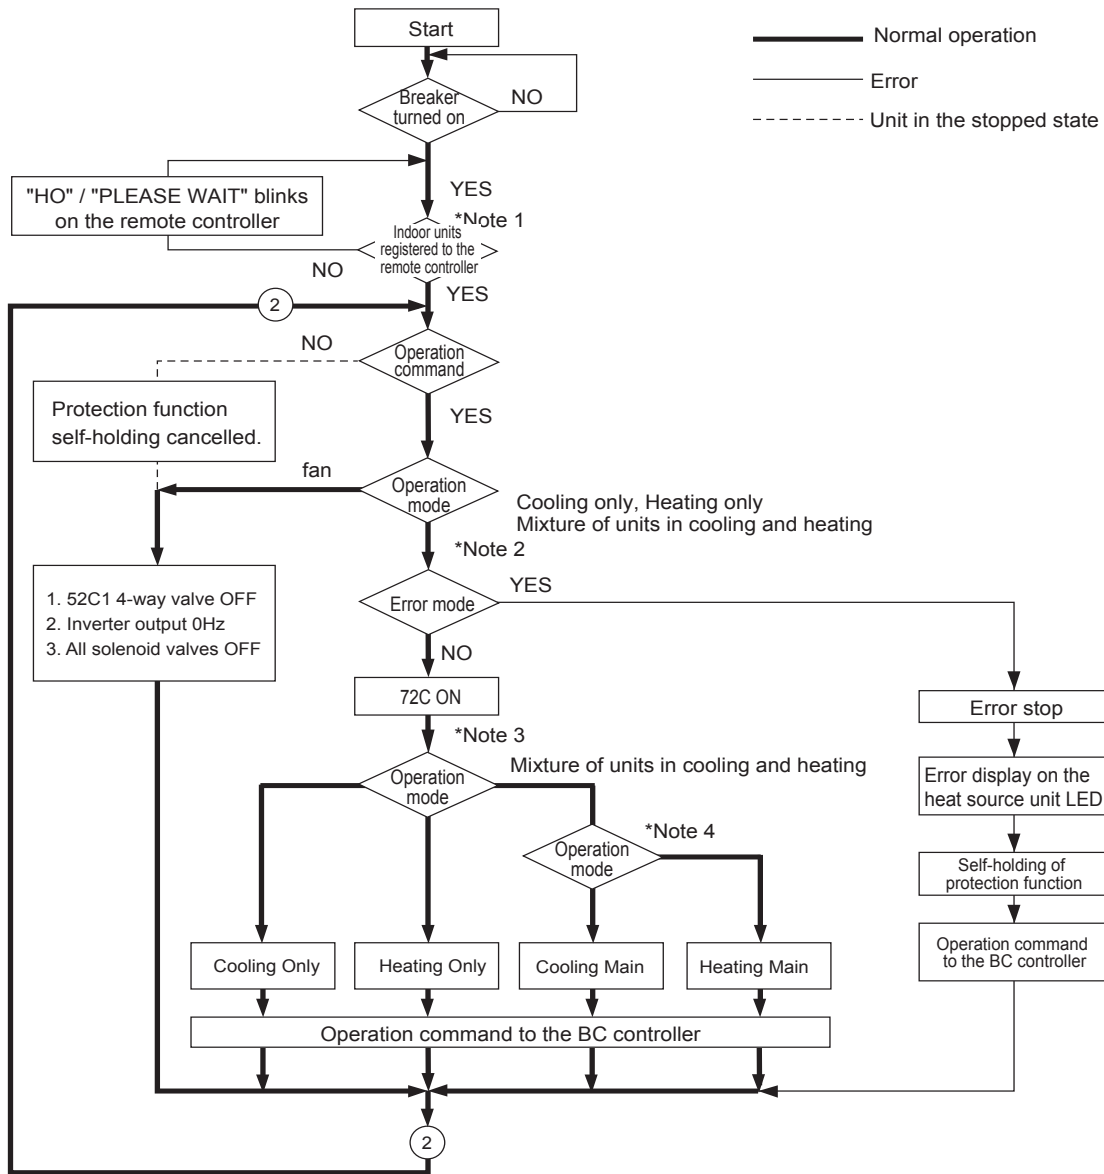 Start
Normal operation
Error
Unit in the stopped state
Breaker
turned on
NO
YES
"HO" / "PLEASE WAIT" blinks
on the remote controller
*Note 1
Indoor units
registered to the
remote controller
NO
YES
2
NO
Operation
command
Protection function
self-holding cancelled.
YES
fan
Operation
mode
Cooling only, Heating only
Mixture of units in cooling and heating
*Note 2
YES
1. 52C1 4-way valve OFF
2. Inverter output 0Hz
3. All solenoid valves OFF
Error mode
NO
72C ON
Error stop
*Note 3
Operation
mode
Mixture of units in cooling and heating
Error display on the
heat source unit LED
*Note 4
Operation
mode
Self-holding of
protection function
Cooling Only
Heating Only
Cooling Main
Heating Main
Operation command
to the BC controller
Operation command to the BC controller
2